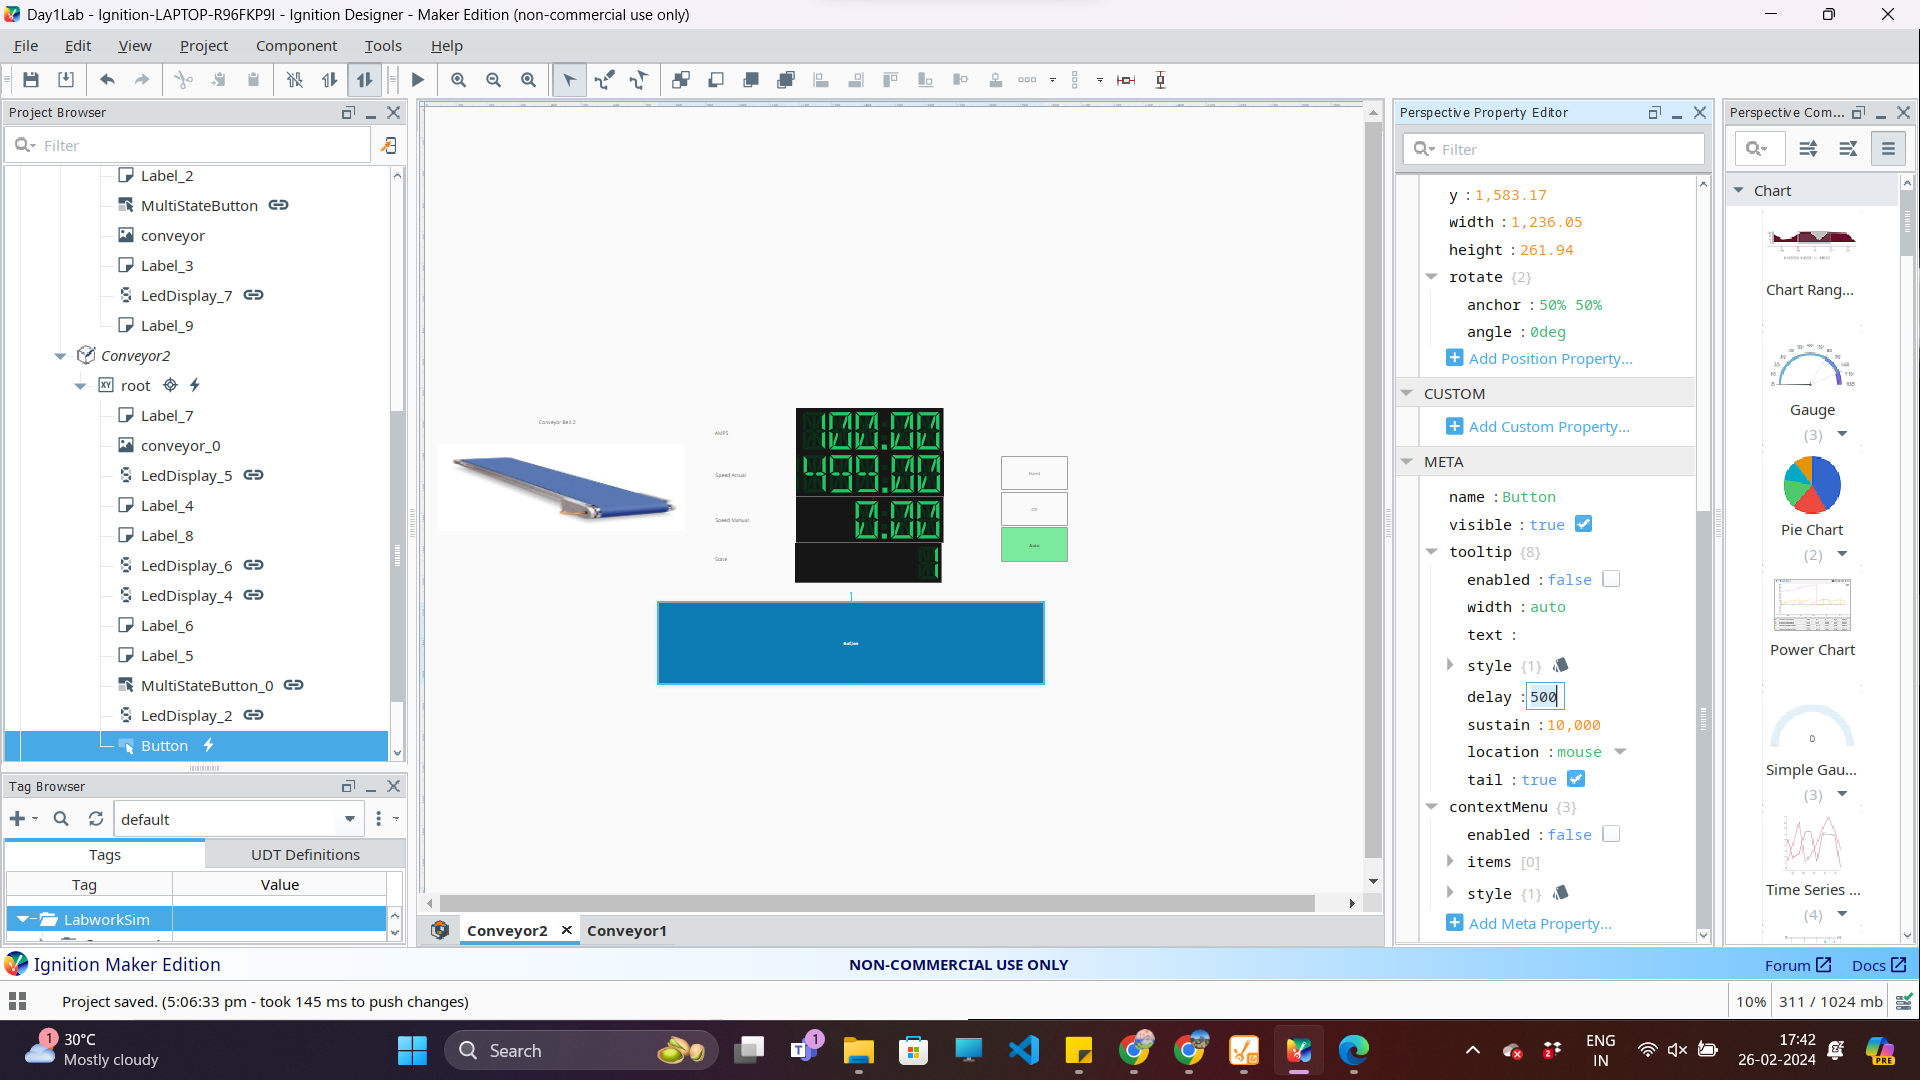 Day1Lab - Ignition-LAPTOP-R96FKP9I - Ignition Designer - Maker Edition (non-commercial use only)
File Edit View Project Component Tools Help
Project Browser
Filter
Label_2
MultiStateButton
conveyor
Label_3
LedDisplay_7
Label_9
Conveyor2
root
Label_7
conveyor_0
LedDisplay_5
Label_4
Label_8
LedDisplay_6
LedDisplay_4
Label_6
Label_5
MultiStateButton_0
LedDisplay_2
Button
Tag Browser
default
Tags UDT Definitions
Tag Value
LabworkSim
Conveyor Belt 2
AMPS
100.00
Speed Actual
499.00
Speed Manual
0.00
State
1
Hand
Off
Auto
1
Button
Conveyor2 Conveyor1
Perspective Property Editor
Filter
y : 1,583.17
width : 1,236.05
height : 261.94
rotate {2}
anchor : 50% 50%
angle : 0deg
Add Position Property...
CUSTOM
Add Custom Property...
META
name : Button
visible : true
tooltip {8}
enabled : false
width : auto
text :
style {1}
delay : 500
sustain : 10,000
location : mouse
tail : true
contextMenu {3}
enabled : false
items [0]
style {1}
Add Meta Property...
Perspective Com...
Chart
Chart Rang...
Gauge
(3)
Pie Chart
(2)
Power Chart
0
Simple Gau...
(3)
Time Series ...
(4)
Ignition Maker Edition
NON-COMMERCIAL USE ONLY
Forum Docs
Project saved. (5:06:33 pm - took 145 ms to push changes)
10% 311 / 1024 mb
1
30°C
Mostly cloudy
Search
1
ENG
IN
17:42
26-02-2024
PRE